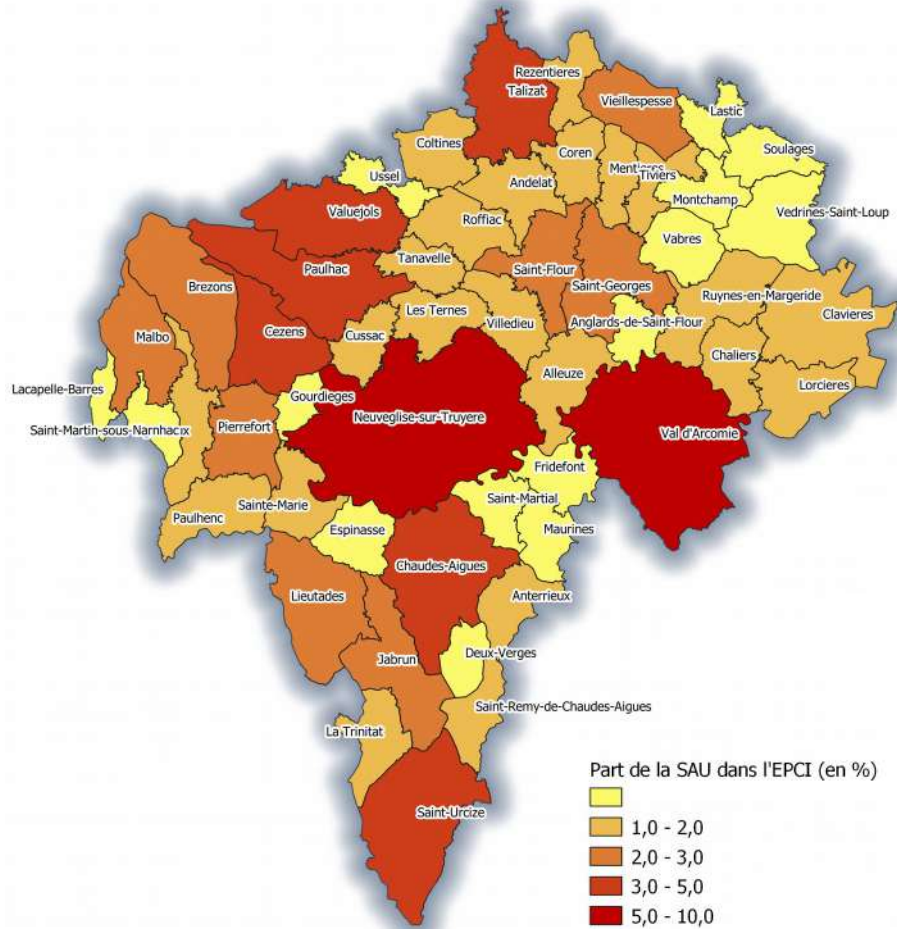 Rezentieres
Talizat
Vieillespesse
Lastic
Coltines
Coren
Soulages
Mentieres
Tiviers
Ussel
Andelat
Montchamp
Valuejols
Vedrines-Saint-Loup
Roffiac
Vabres
Tanavelle
Paulhac
Saint-Flour
Brezons
Saint-Georges
Ruynes-en-Margeride
Les Ternes
Clavieres
Malbo
Cezens
Cussac
Villedieu
Anglards-de-Saint-Flour
Chaliers
Alleuze
Lorcieres
Lacapelle-Barres
Gourdieges
Neuveglise-sur-Truyere
Saint-Martin-sous-
Pierrefort
Val d'Arcomie
Fridefont
Saint-Martial
Sainte-Marie
Paulhenc
Espinasse
Maurines
Chaudes-Aigues
Lieutades
Anterrieux
Deux-Verges
Jabrun
Saint-Remy-de-Chaudes-Aigues
La Trinitat
Part de la SAU dans l'EPCI (en %)
Saint-Urcize
1,0 - 2,0
2,0 - 3,0
3,0 - 5,0
5,0 - 10,0